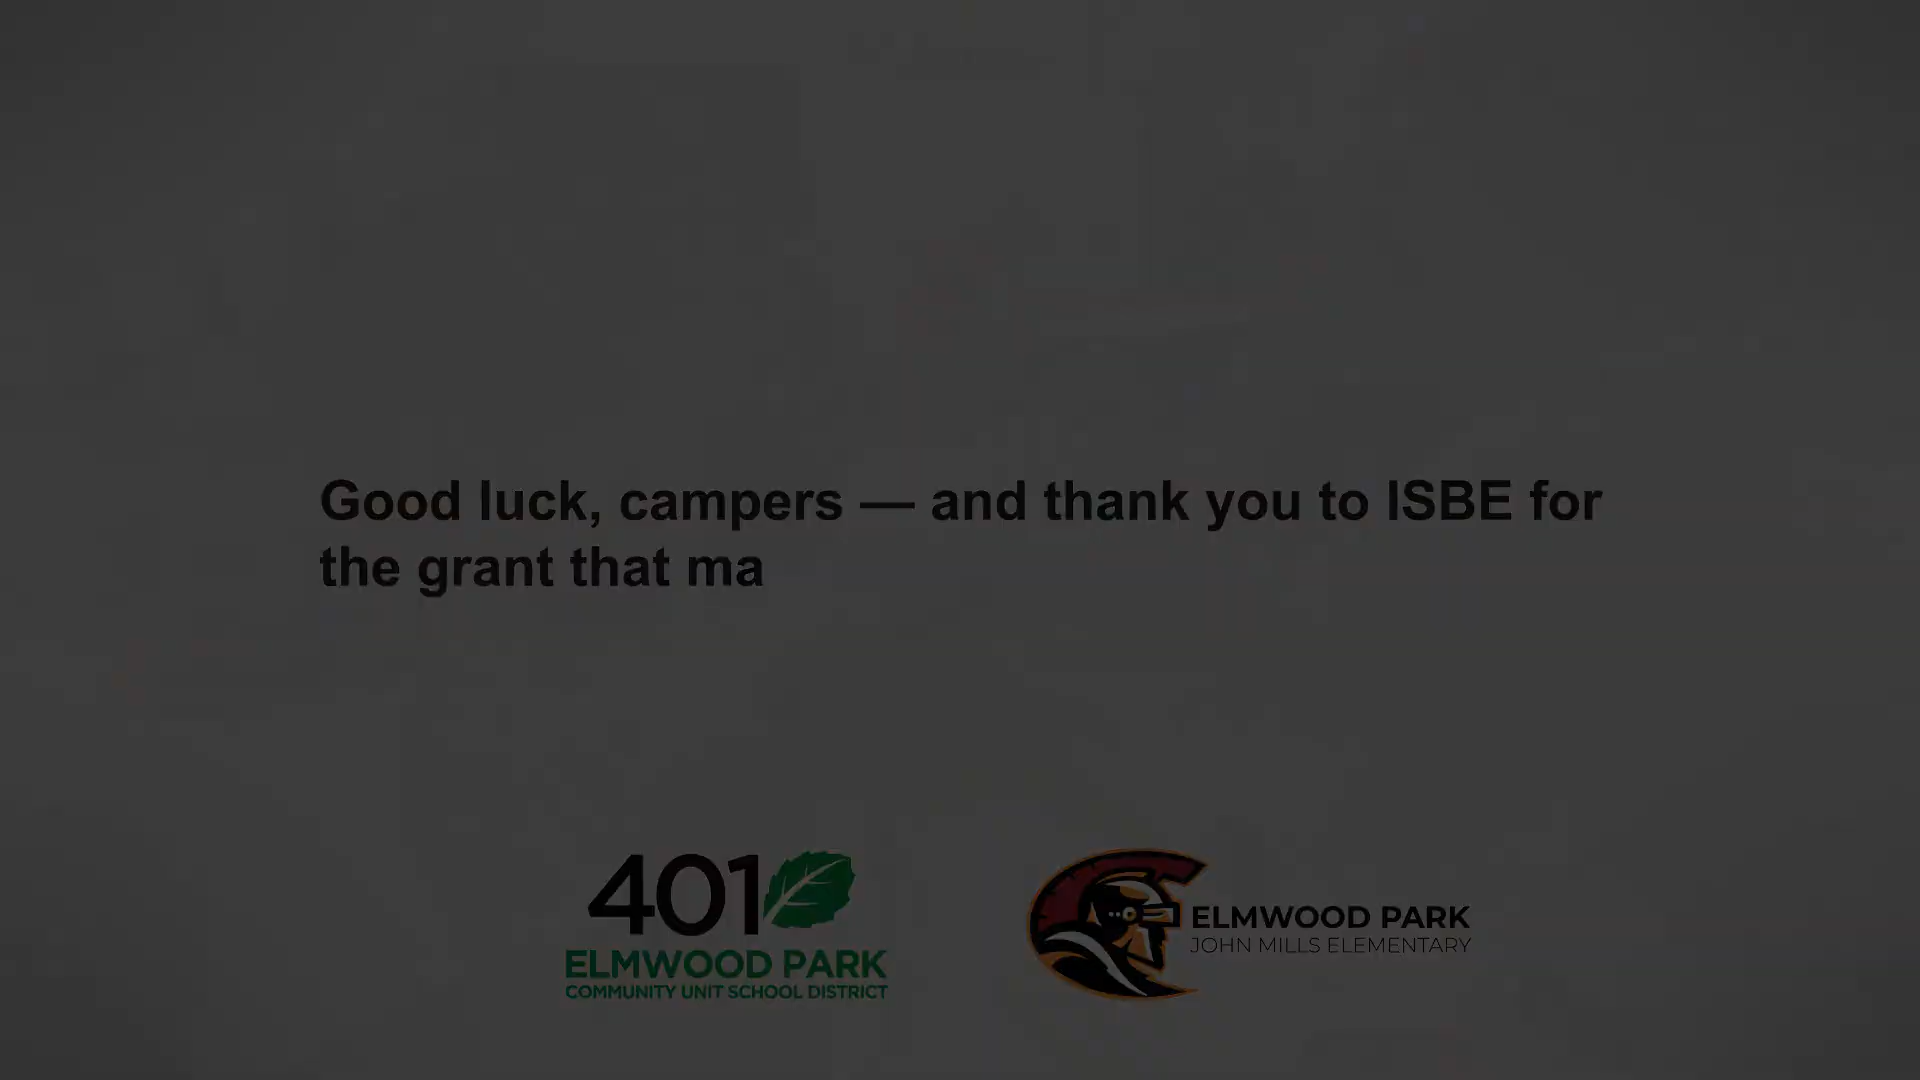 Good luck, campers — and thank you to ISBE for
the grant that ma
401
ELMWOOD PARK
COMMUNITY UNIT SCHOOL DISTRICT
ELMWOOD PARK
JOHN MILLS ELEMENTARY